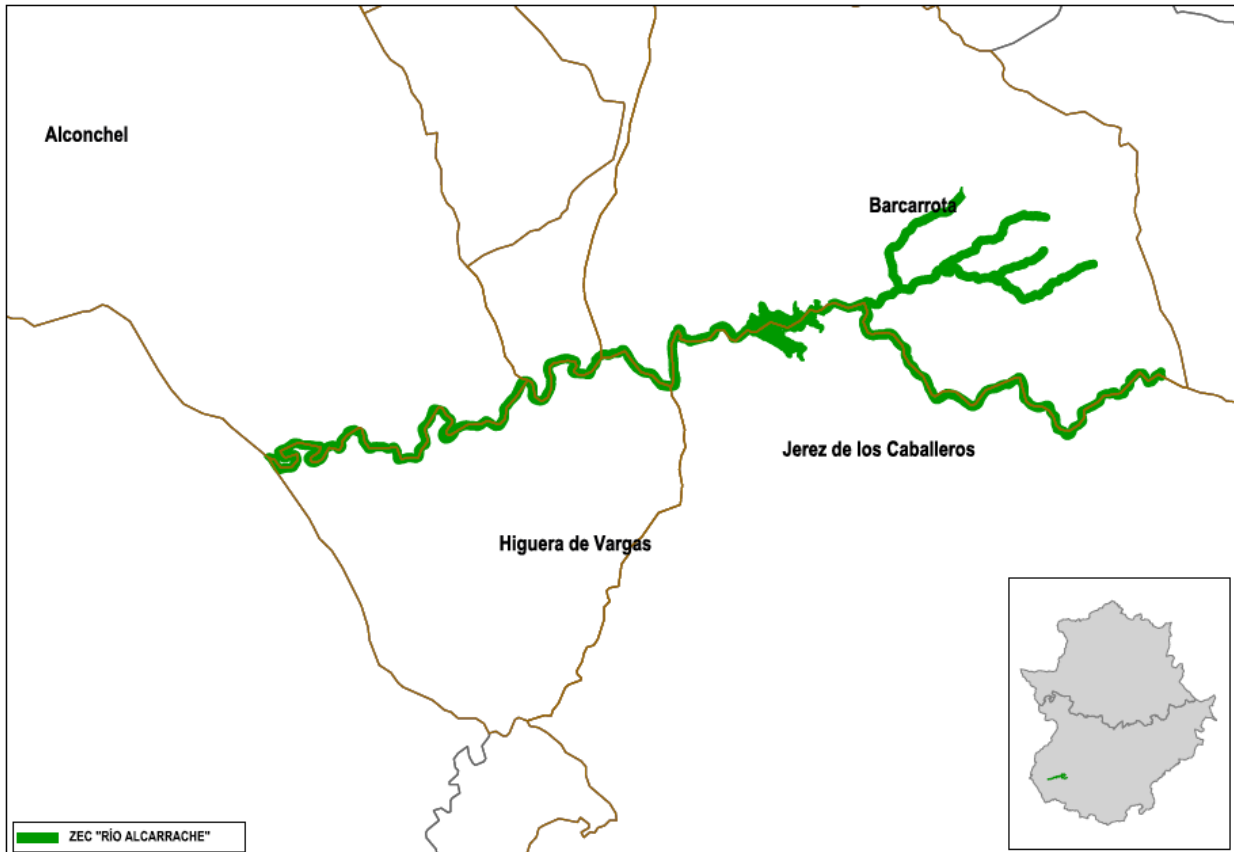 Alconchel
Barcarrota
Jerez de los Caballeros
Higuera de Vargas
ZEC "RÍO ALCARRACHE"